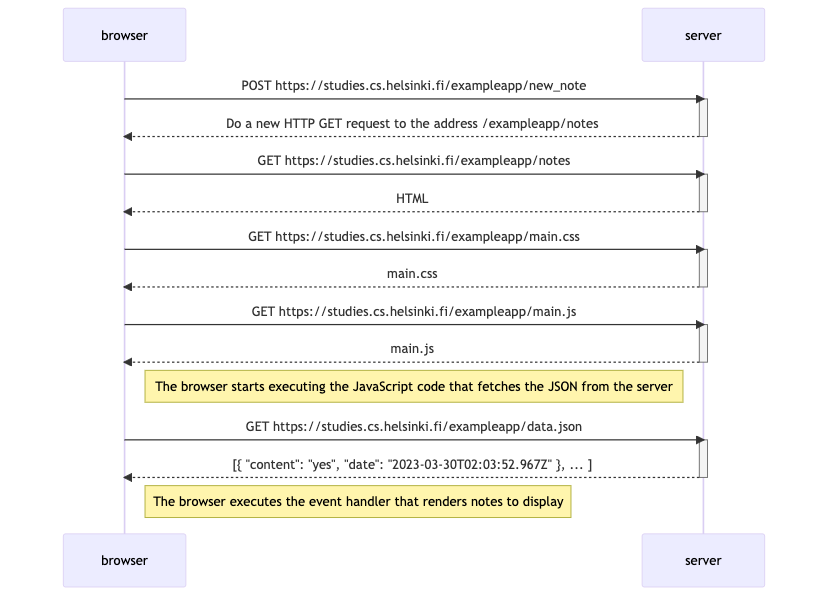 browser
server
POST https://studies.cs.helsinki.fi/exampleapp/new_note
Do a new HTTP GET request to the address /exampleapp/notes
GET https://studies.cs.helsinki.fi/exampleapp/notes
HTML
GET https://studies.cs.helsinki.fi/exampleapp/main.css
main.css
GET https://studies.cs.helsinki.fi/exampleapp/main.js
main.js
The browser starts executing the JavaScript code that fetches the JSON from the server
GET https://studies.cs.helsinki.fi/exampleapp/data.json
[{ "content": "yes", "date": "2023-03-30T02:03:52.967Z" }, ... ]
The browser executes the event handler that renders notes to display
browser
server